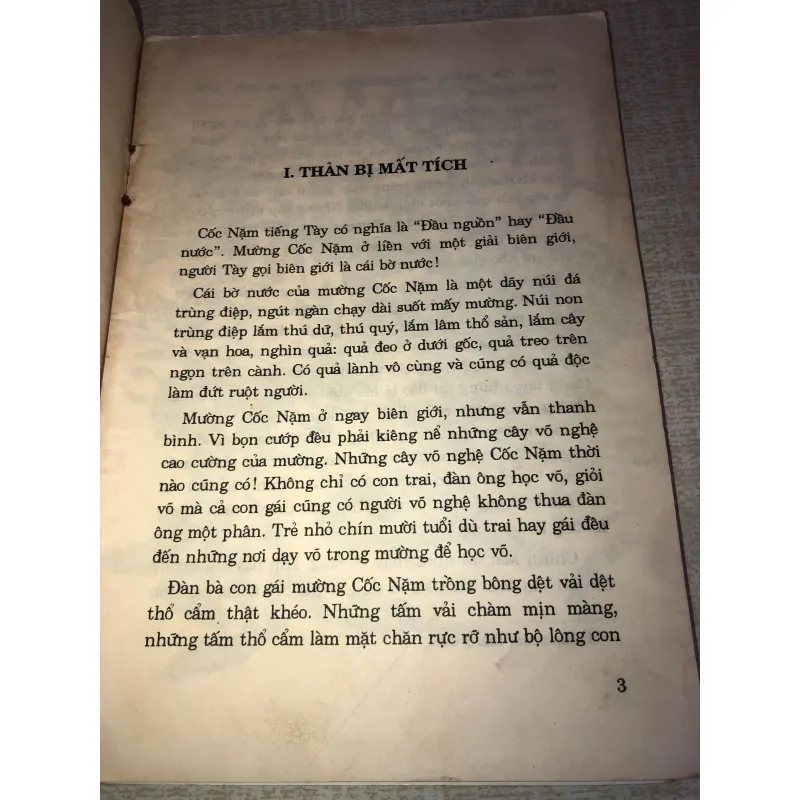 I. THẢN BỊ MẤT TÍCH
Cốc Nặm tiếng Tày có nghĩa là “Đầu nguồn” hay “Đầu
nước”. Mường Cốc Nặm ở liền với một giải biên giới,
người Tày gọi biên giới là cái bờ nước!
Cái bờ nước của mường Cốc Nặm là một dãy núi đá
trùng điệp, ngút ngàn chạy dài suốt mấy mường. Núi non
trùng điệp lắm thú dữ, thú quý, lắm lâm thổ sản, lắm cây
và vạn hoa, nghìn quả: quả đeo ở dưới gốc, quả treo trên
ngọn trên cành. Có quả lành vô cùng và cũng có quả độc
làm đứt ruột người.
Mường Cốc Nặm ở ngay biên giới, nhưng vẫn thanh
bình. Vì bọn cướp đều phải kiêng nể những cây võ nghệ
cao cường của mường. Những cây võ nghệ Cốc Nặm thời
nào cũng có! Không chỉ có con trai, đàn ông học võ, giỏi
võ mà cả con gái cũng có người võ nghệ không thua đàn
ông một phân. Trẻ nhỏ chín mười tuổi dù trai hay gái đều
đến những nơi dạy võ trong mường để học võ.
Đàn bà con gái mường Cốc Nặm trồng bông dệt vải dệt
thổ cẩm thật khéo. Những tấm vải chàm mịn màng,
những tấm thổ cẩm làm mặt chăn rực rỡ như bộ lông con
3